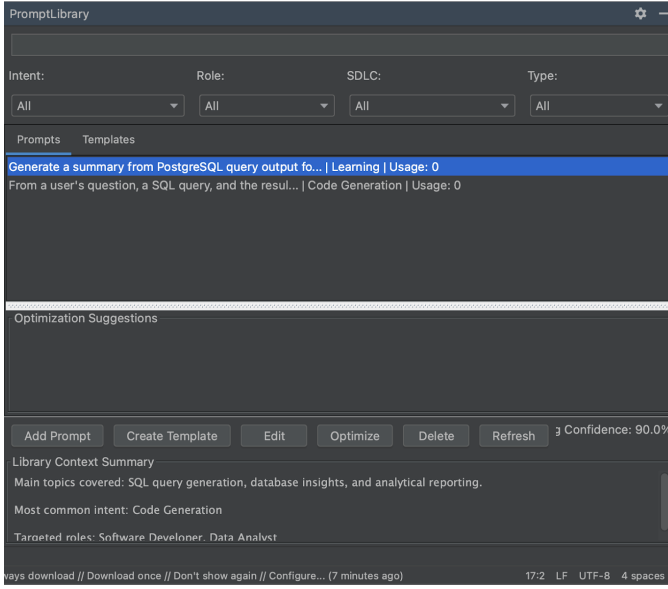 PromptLibrary
Intent: Role: SDLC: Type:
All All All All
Prompts Templates
Generate a summary from PostgreSQL query output fo... | Learning | Usage: 0
From a user's question, a SQL query, and the resul... | Code Generation | Usage: 0
Optimization Suggestions
Add Prompt Create Template Edit Optimize Delete Refresh g Confidence: 90.0%
Library Context Summary
Main topics covered: SQL query generation, database insights, and analytical reporting.
Most common intent: Code Generation
Targeted roles: Software Developer, Data Analyst
ways download // Download once // Don't show again // Configure... (7 minutes ago) 17:2 LF UTF-8 4 spaces